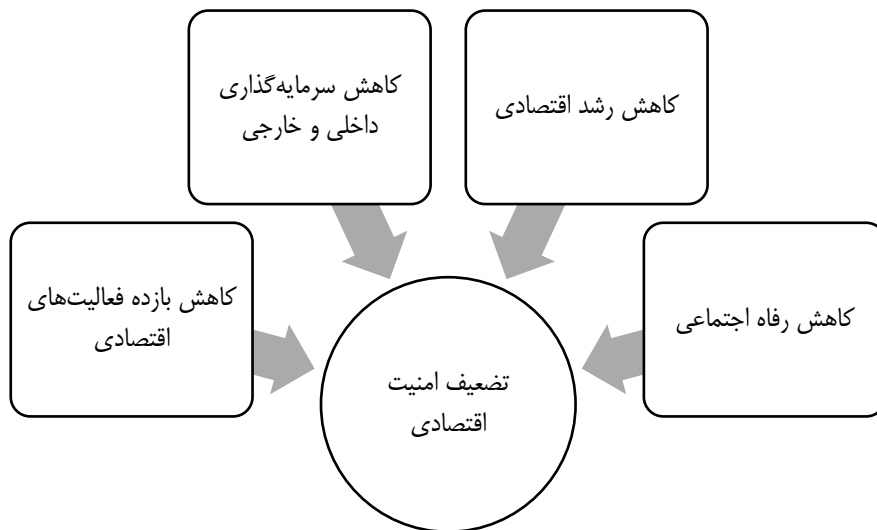 کاهش رشد اقتصادی
کاهش سرمایه‌گذاری
داخلی و خارجی
کاهش رفاه اجتماعی
کاهش بازده فعالیت‌های
اقتصادی
تضعیف امنیت
اقتصادی